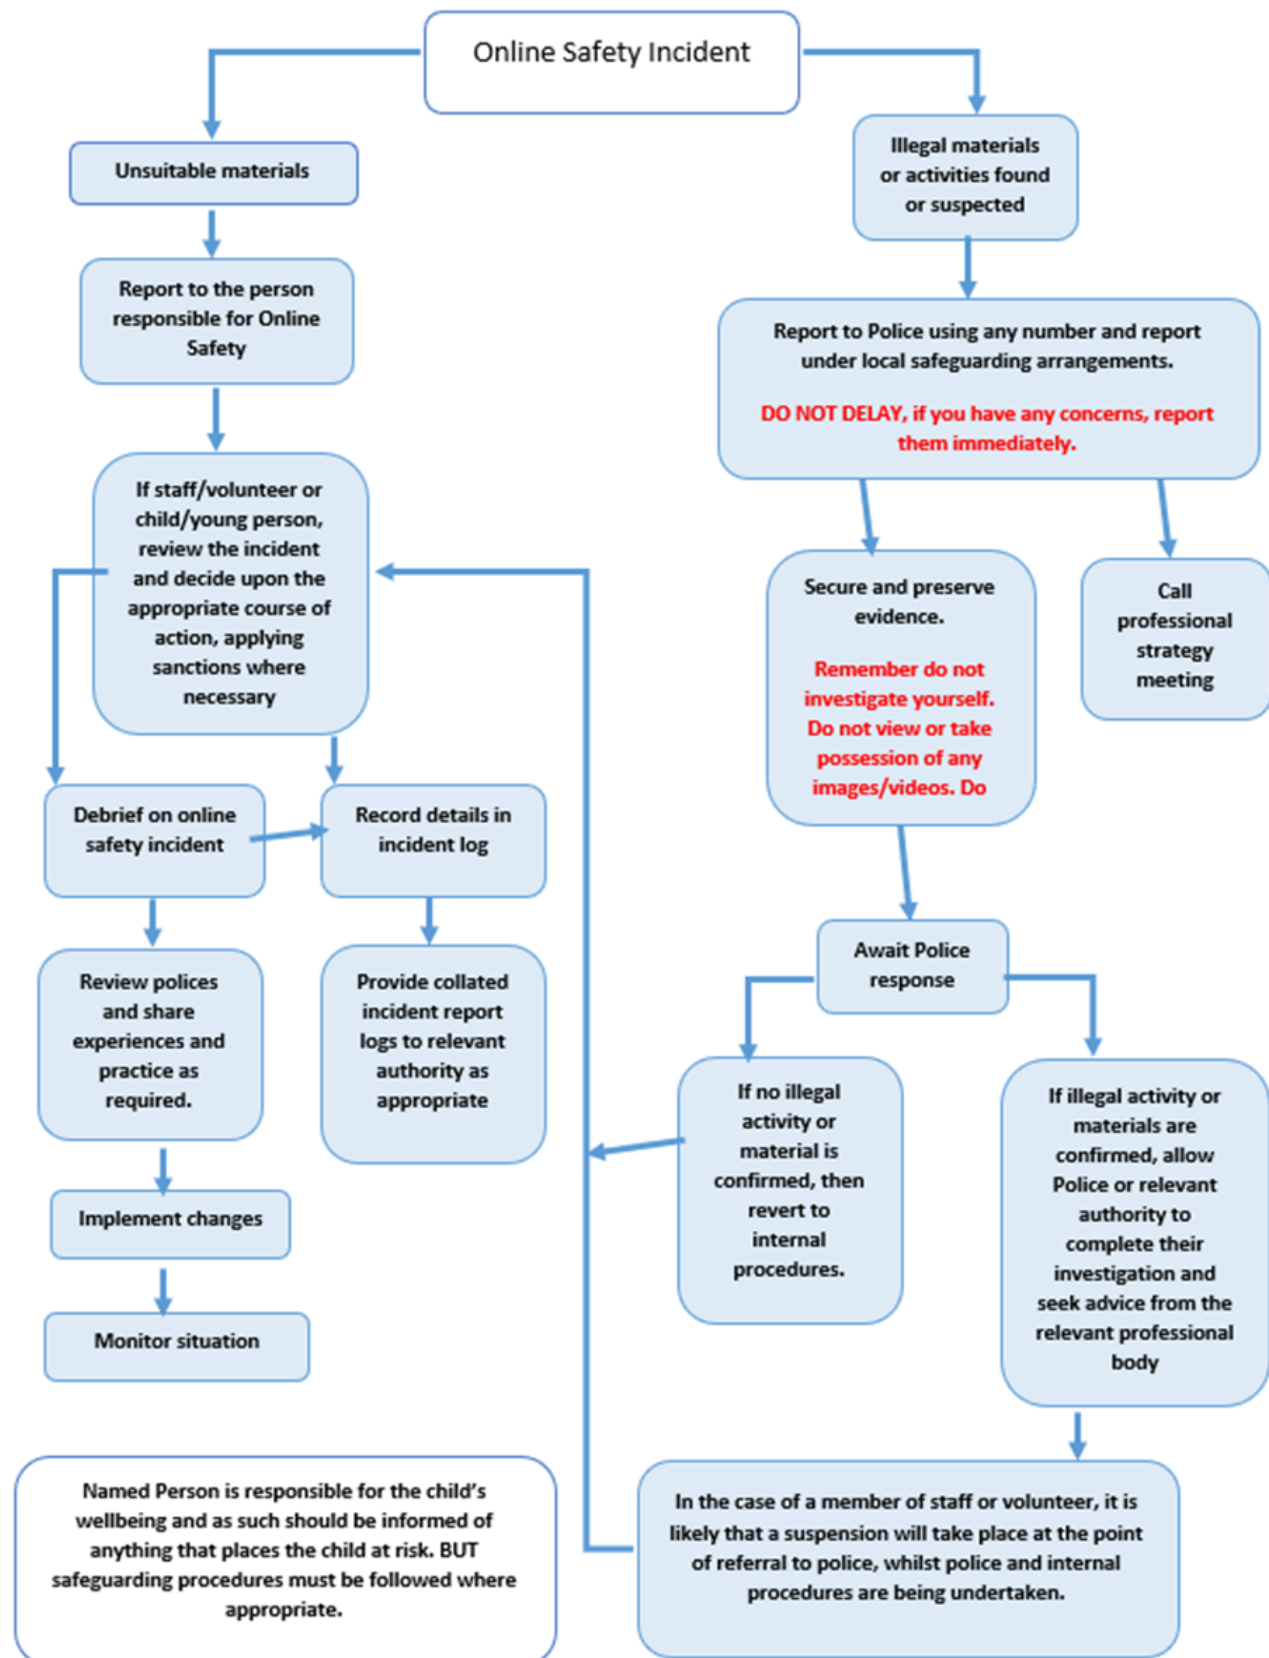 Online Safety Incident
Unsuitable materials
Report to the person
responsible for Online
Safety
If staff/volunteer or
child/young person,
review the incident
and decide upon the
appropriate course of
action, applying
sanctions where
necessary
Debrief on online
safety incident
Record details in
incident log
Review polices
and share
experiences and
practice as
required.
Provide collated
incident report
logs to relevant
authority as
appropriate
Implement changes
Monitor situation
Illegal materials
or activities found
or suspected
Report to Police using any number and report
under local safeguarding arrangements.
DO NOT DELAY, if you have any concerns, report
them immediately.
Secure and preserve
evidence.
Remember do not
investigate yourself.
Do not view or take
possession of any
images/videos. Do
Call
professional
strategy
meeting
Await Police
response
If no illegal
activity or
material is
confirmed, then
revert to
internal
procedures.
If illegal activity or
materials are
confirmed, allow
Police or relevant
authority to
complete their
investigation and
seek advice from the
relevant professional
body
In the case of a member of staff or volunteer, it is
likely that a suspension will take place at the point
of referral to police, whilst police and internal
procedures are being undertaken.
Named Person is responsible for the child’s
wellbeing and as such should be informed of
anything that places the child at risk. BUT
safeguarding procedures must be followed where
appropriate.